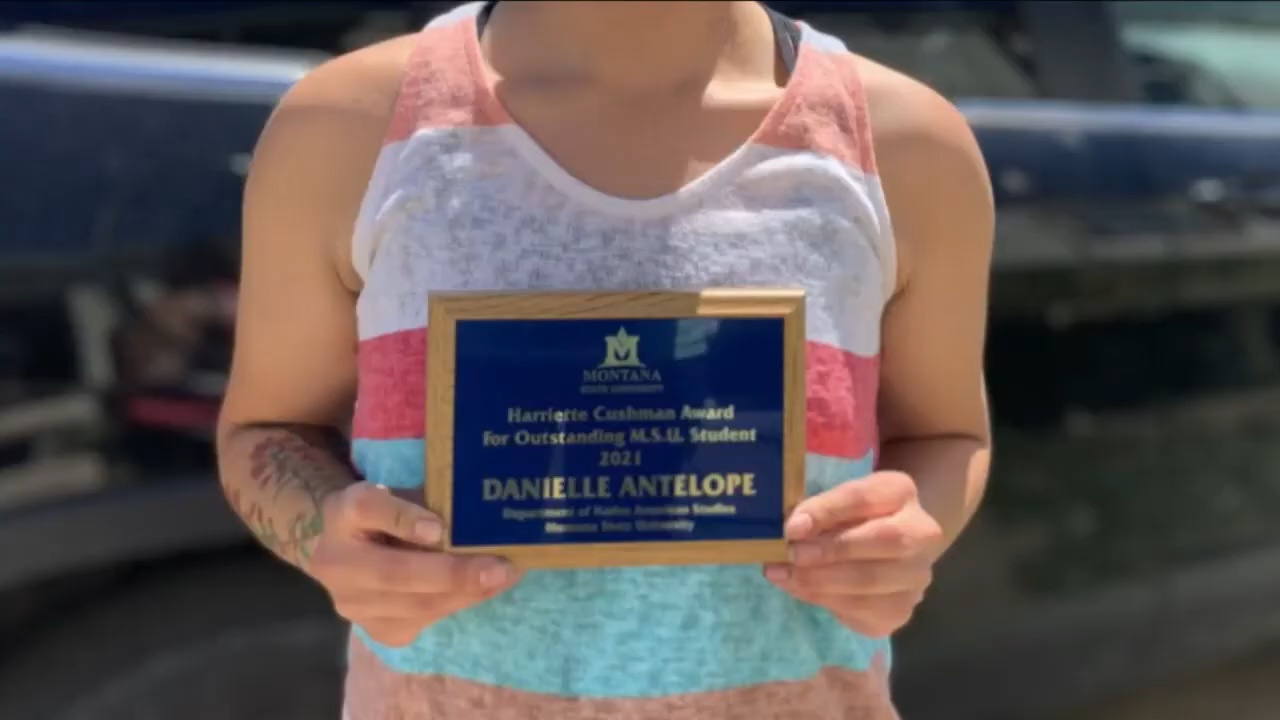 MONTANA
STATE UNIVERSITY
Harriette Cushman Award
For Outstanding M.S.U. Student
2021
DANIELLE ANTELOPE
Department of Native American Studies
Montana State University